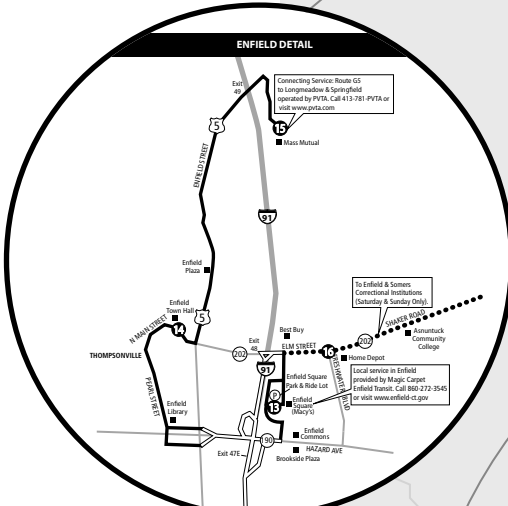 ENFIELD DETAIL
Exit
49
Connecting Service: Route G5
to Longmeadow & Springfield
operated by PVTA. Call 413-781-PVTA or
visit www.pvta.com
15
Mass Mutual
5
ENFIELD STREET
91
Enfield
Plaza
Enfield
Town Hall
N MAIN STREET
14
5
THOMPSONVILLE
PEARL STREET
Enfield
Library
202
Exit
48
91
Best Buy
ELM STREET
16
To Enfield & Somers
Correctional Institutions
(Saturday & Sunday Only).
SHAKER ROAD
202
Asnuntuck
Community
College
Home Depot
FRESHWATER BLVD
Enfield Square
Park & Ride Lot
P
13
Enfield
Square
(Macy's)
Local service in Enfield
provided by Magic Carpet
Enfield Transit. Call 860-272-3545
or visit www.enfield-ct.gov
Enfield
Commons
190
HAZARD AVE
Exit 47E
Brookside Plaza